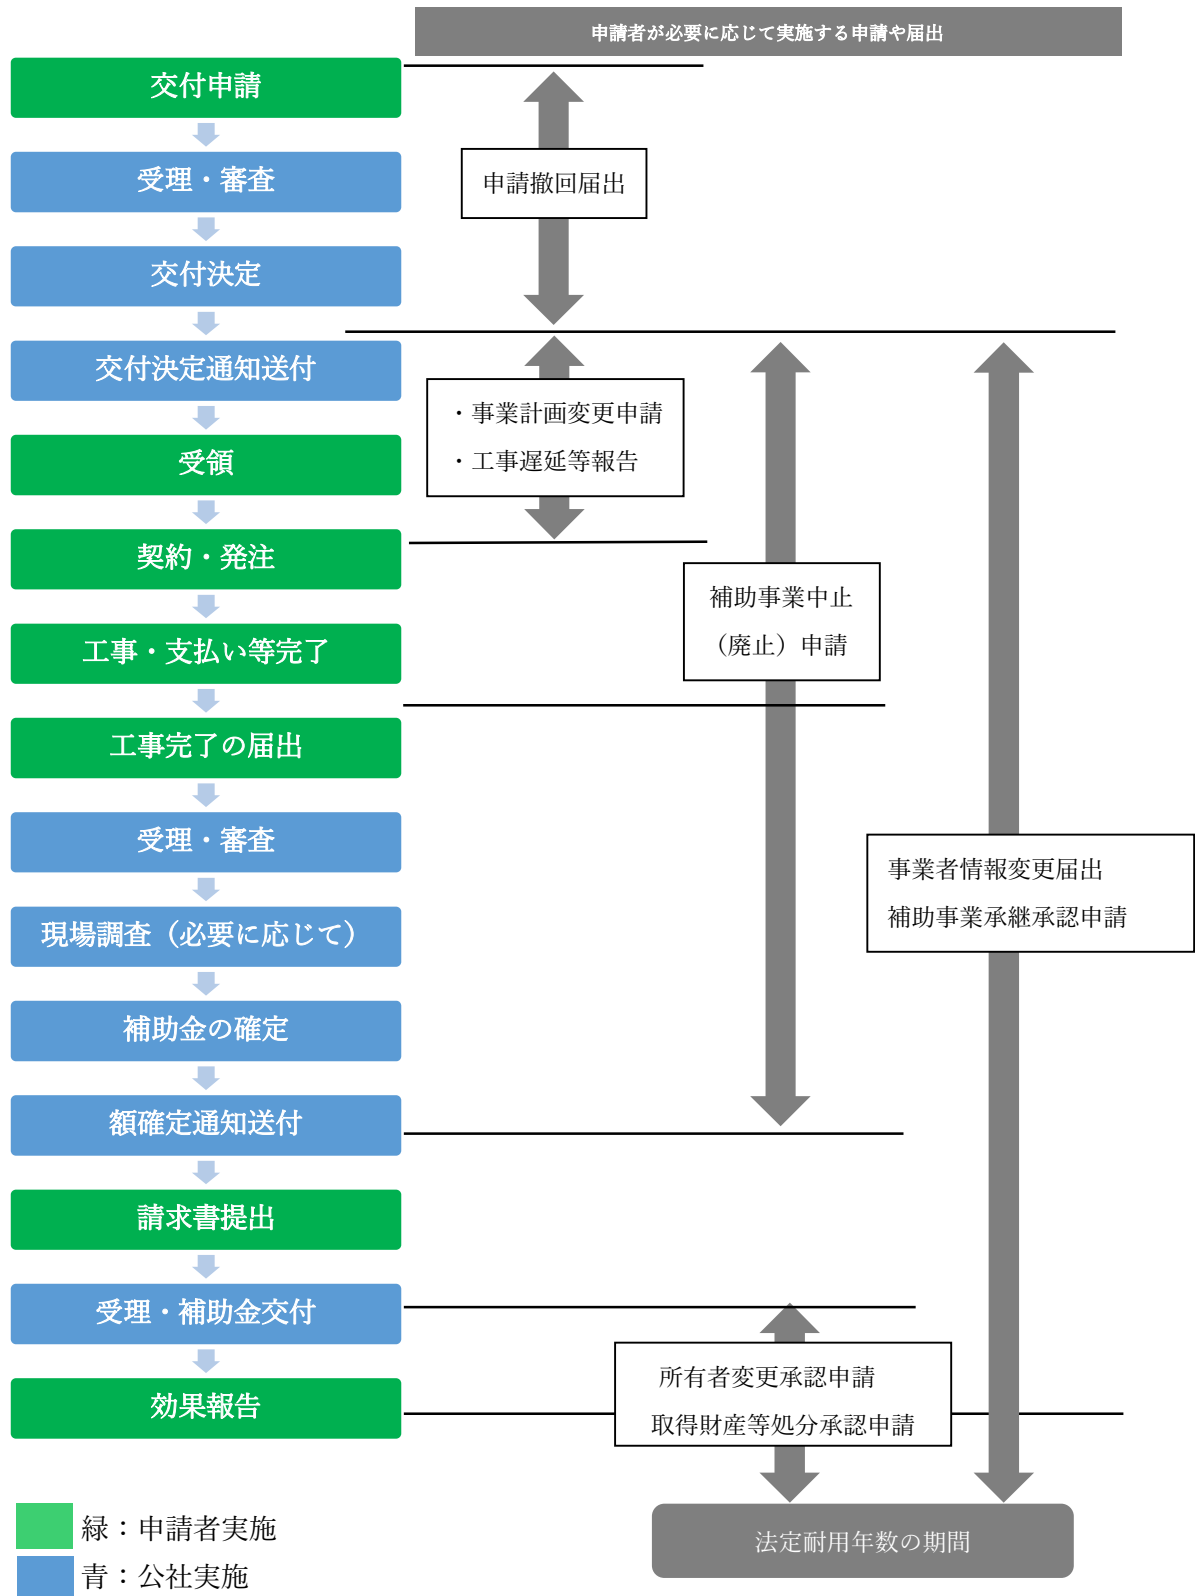 申請者が必要に応じて実施する申請や届出
交付申請
受理・審査
交付決定
交付決定通知送付
受領
契約・発注
工事・支払い等完了
工事完了の届出
受理・審査
現場調査（必要に応じて）
補助金の確定
額確定通知送付
請求書提出
受理・補助金交付
効果報告
申請撤回届出
・事業計画変更申請
・工事遅延等報告
補助事業中止
（廃止）申請
事業者情報変更届出
補助事業承継承認申請
所有者変更承認申請
取得財産等処分承認申請
法定耐用年数の期間
緑：申請者実施
青：公社実施